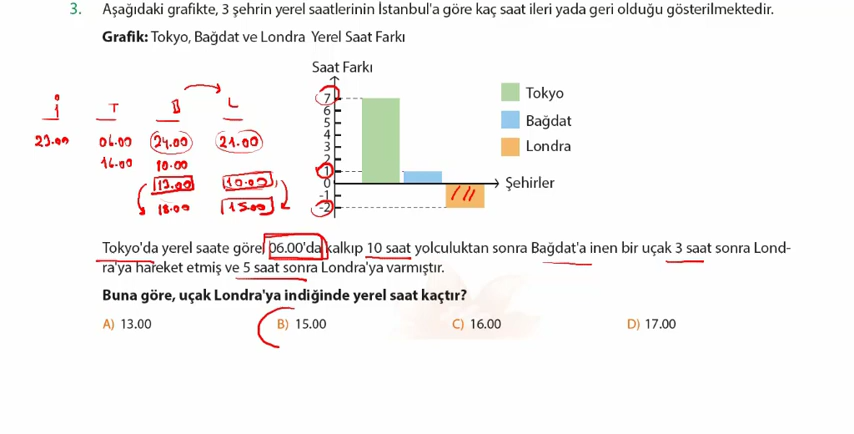 3. Aşağıdaki grafikte, 3 şehrin yerel saatlerinin İstanbul'a göre kaç saat ileri yada geri olduğu gösterilmektedir.
Grafik: Tokyo, Bağdat ve Londra Yerel Saat Farkı
Saat Farkı
7
6
5
4
3
2
1
0
-1
-2
Şehirler
Tokyo
Bağdat
Londra
İ T B L
23.00 06.00 24.00 21.00
16.00 10.00
13.00 10.00
18.00 15.00
Tokyo'da yerel saate göre 06.00'da kalkıp 10 saat yolculuktan sonra Bağdat'a inen bir uçak 3 saat sonra Lond-
ra'ya hareket etmiş ve 5 saat sonra Londra'ya varmıştır.
Buna göre, uçak Londra'ya indiğinde yerel saat kaçtır?
A) 13.00 B) 15.00 C) 16.00 D) 17.00